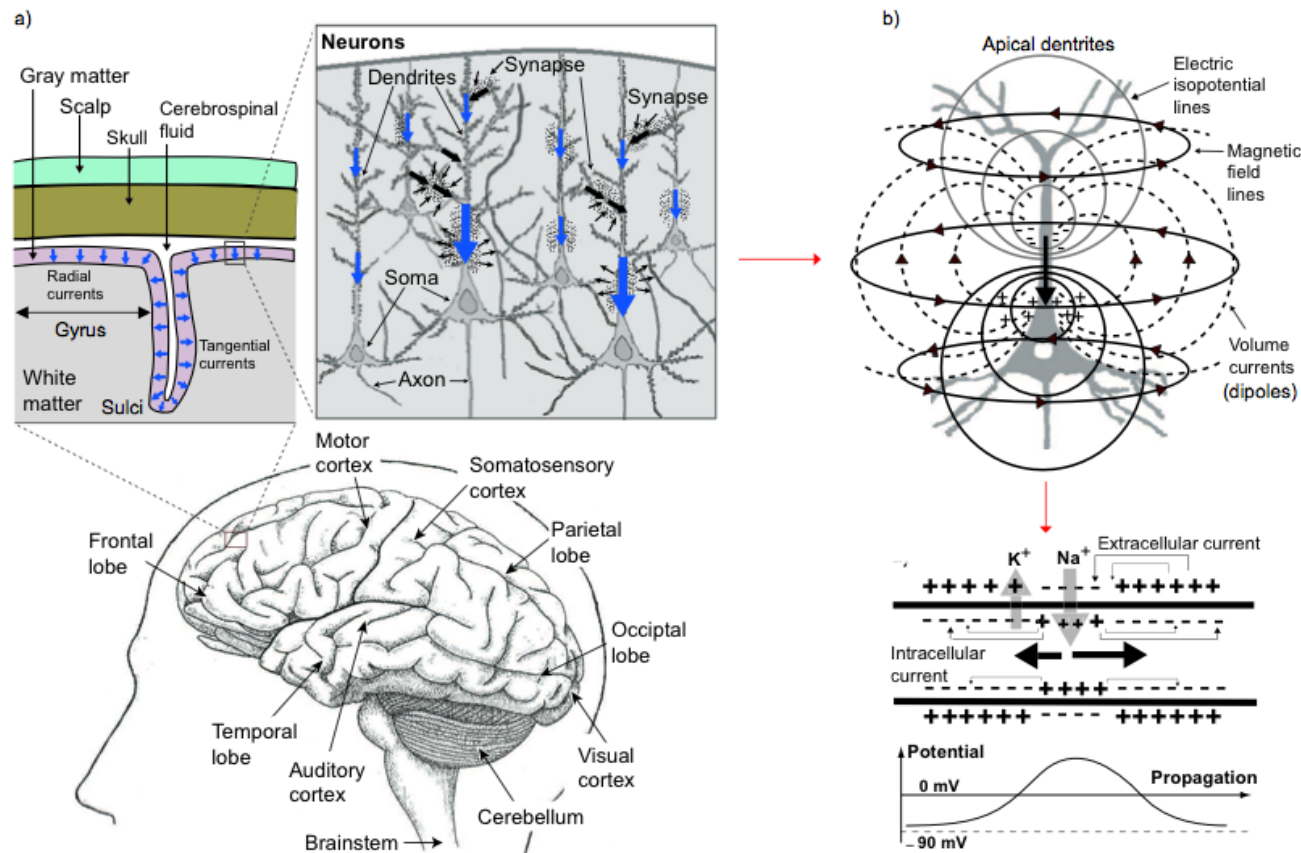 a)
Neurons
Gray matter
Scalp
Skull
Cerebrospinal
fluid
Radial
currents
Gyrus
Tangential
currents
White
matter
Sulci
Dendrites
Synapse
Synapse
Soma
Axon
Motor
cortex
Somatosensory
cortex
Parietal
lobe
Frontal
lobe
Occiptal
lobe
Temporal
lobe
Auditory
cortex
Visual
cortex
Cerebellum
Brainstem
b)
Apical dentrites
Electric
isopotential
lines
Magnetic
field
lines
Volume
currents
(dipoles)
K+
Na+
Extracellular current
+++++ - - - - ++++++
- - - - - + ++ + - - - - - -
Intracellular
current
- - - - - - ++++ - - - - - -
++++++ - - - - ++++++
Potential
0 mV
Propagation
– 90 mV